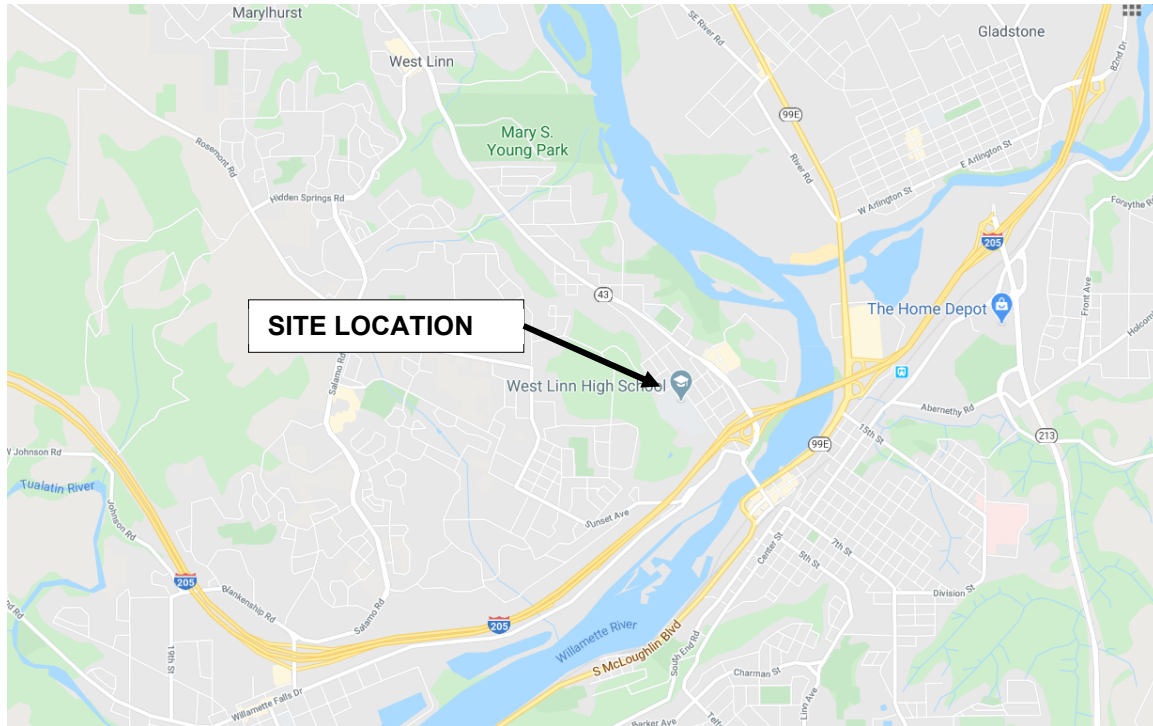 Marylhurst
West Linn
SE River Rd
99E
Gladstone
82nd Dr
Rosemont Rd
Mary S.
Young Park
River Rd
E Arlington St
Hidden Springs Rd
W Arlington St
Forsythe Rd
205
43
SITE LOCATION
The Home Depot
Front Ave
Holcomb
Salamo Rd
West Linn High School
Abernethy Rd
15th St
99E
213
W Johnson Rd
Tualatin River
Johnson Rd
Sunset Ave
Center St
7th St
5th St
205
Blankenship Rd
Division St
Salamo Rd
205
Willamette River
19th St
S McLoughlin Blvd
South End Rd
Charman St
Linn Ave
Willamette Falls Dr